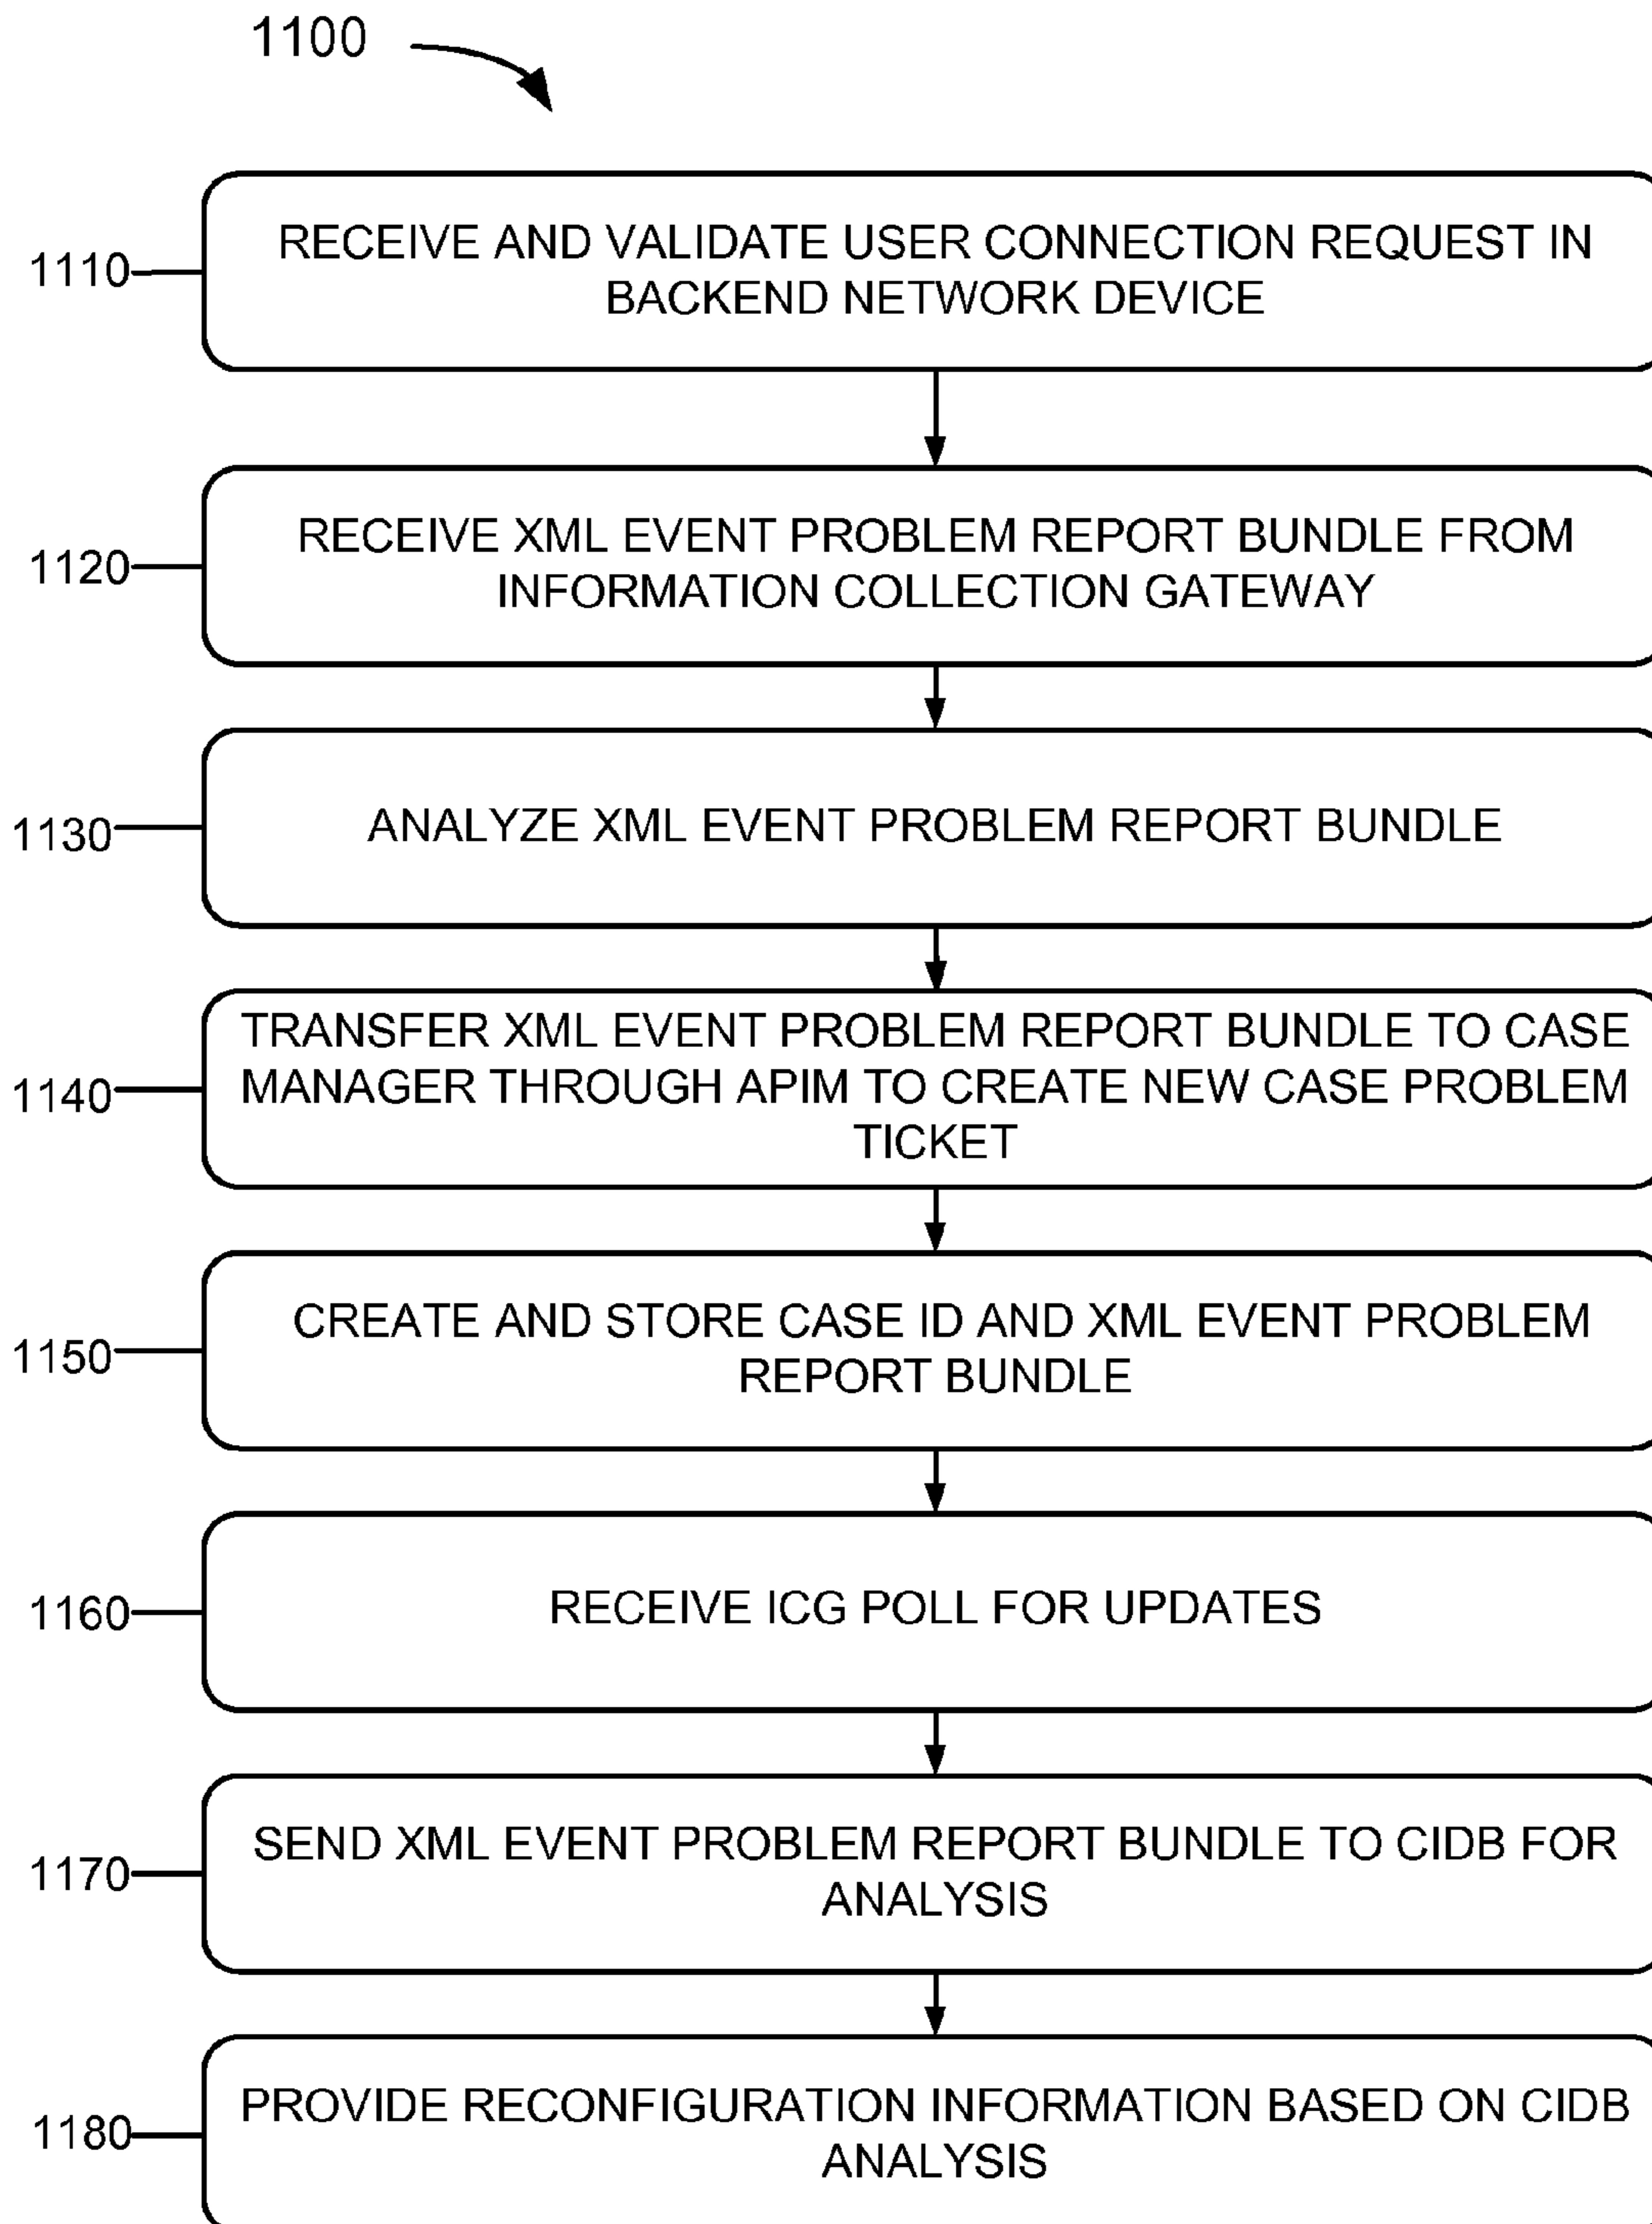 1100
1110
RECEIVE AND VALIDATE USER CONNECTION REQUEST IN
BACKEND NETWORK DEVICE
1120
RECEIVE XML EVENT PROBLEM REPORT BUNDLE FROM
INFORMATION COLLECTION GATEWAY
1130
ANALYZE XML EVENT PROBLEM REPORT BUNDLE
1140
TRANSFER XML EVENT PROBLEM REPORT BUNDLE TO CASE
MANAGER THROUGH APIM TO CREATE NEW CASE PROBLEM
TICKET
1150
CREATE AND STORE CASE ID AND XML EVENT PROBLEM
REPORT BUNDLE
1160
RECEIVE ICG POLL FOR UPDATES
1170
SEND XML EVENT PROBLEM REPORT BUNDLE TO CIDB FOR
ANALYSIS
1180
PROVIDE RECONFIGURATION INFORMATION BASED ON CIDB
ANALYSIS